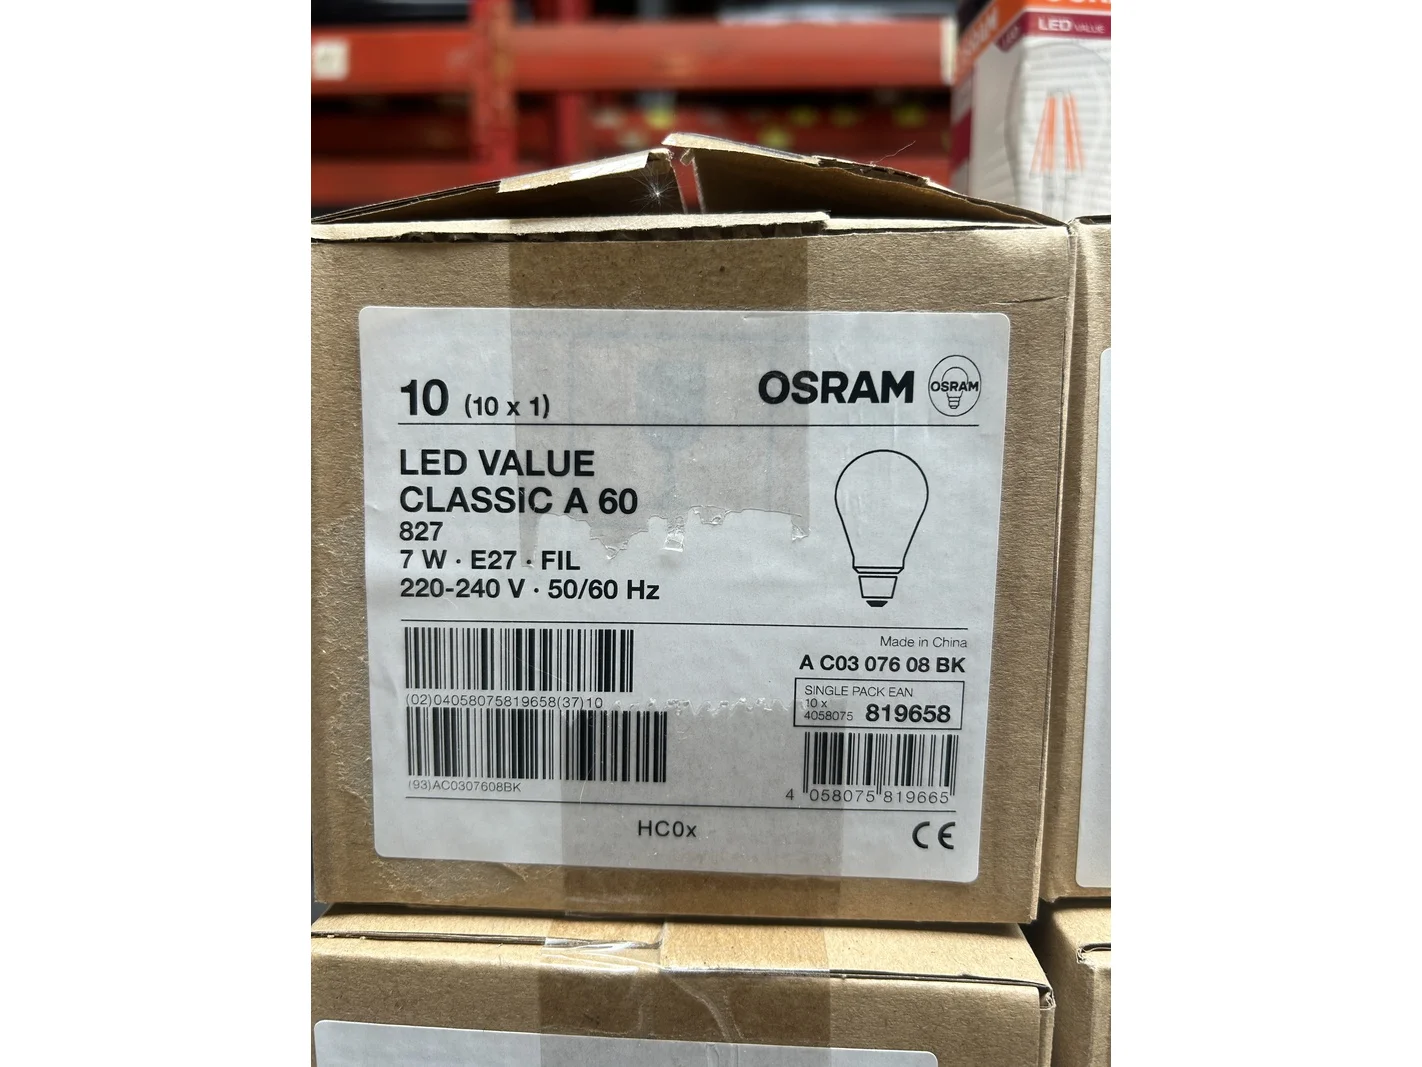 LED VALUE
10 (10 x 1)
OSRAM
OSRAM
LED VALUE
CLASSIC A 60
827
7 W · E27 · FIL
220-240 V · 50/60 Hz
Made in China
A C03 076 08 BK
SINGLE PACK EAN
10 x
4058075 819658
(02)04058075819658(37)10
(93)AC0307608BK
4 058075 819665
HC0x
CE